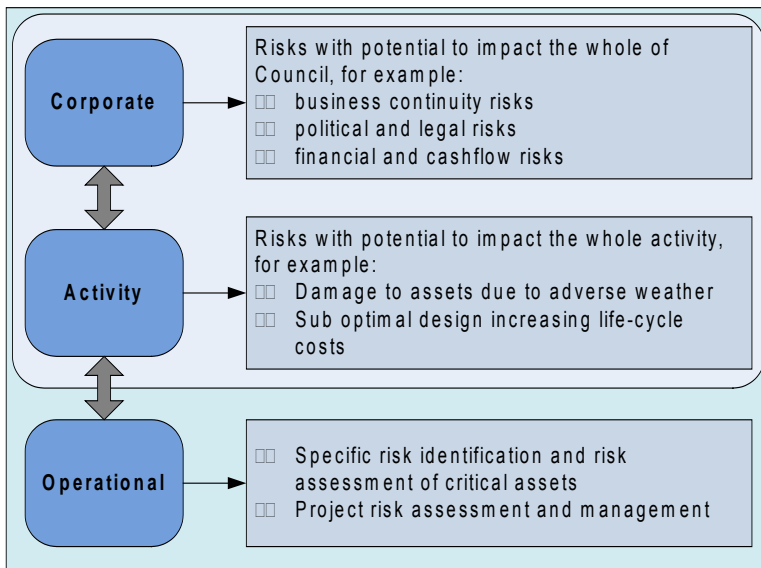 Corporate
Risks with potential to impact the whole of
Council, for example:
business continuity risks
political and legal risks
financial and cashflow risks
Activity
Risks with potential to impact the whole activity,
for example:
Damage to assets due to adverse weather
Sub optimal design increasing life-cycle
costs
Operational
Specific risk identification and risk
assessment of critical assets
Project risk assessment and management